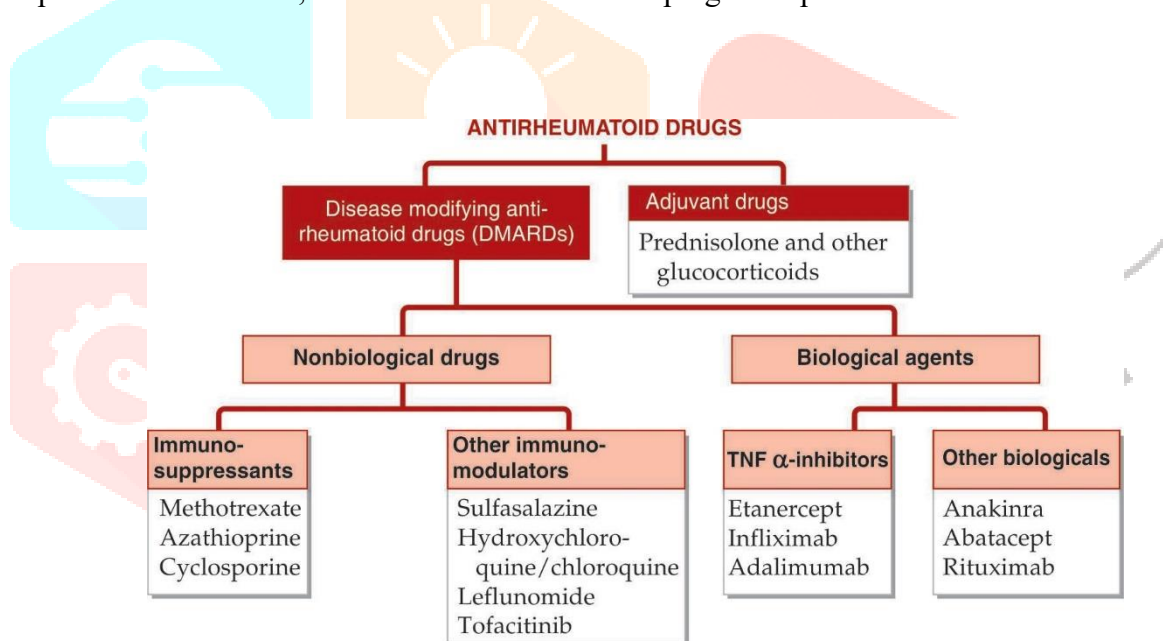 ANTIRHEUMATOID DRUGS
Disease modifying anti-
rheumatoid drugs (DMARDs)
Adjuvant drugs
Prednisolone and other
glucocorticoids
Nonbiological drugs
Biological agents
Immuno-
suppressants
Methotrexate
Azathioprine
Cyclosporine
Other immuno-
modulators
Sulfasalazine
Hydroxychloro-
quine/chloroquine
Leflunomide
Tofacitinib
TNF α-inhibitors
Etanercept
Infliximab
Adalimumab
Other biologicals
Anakinra
Abatacept
Rituximab